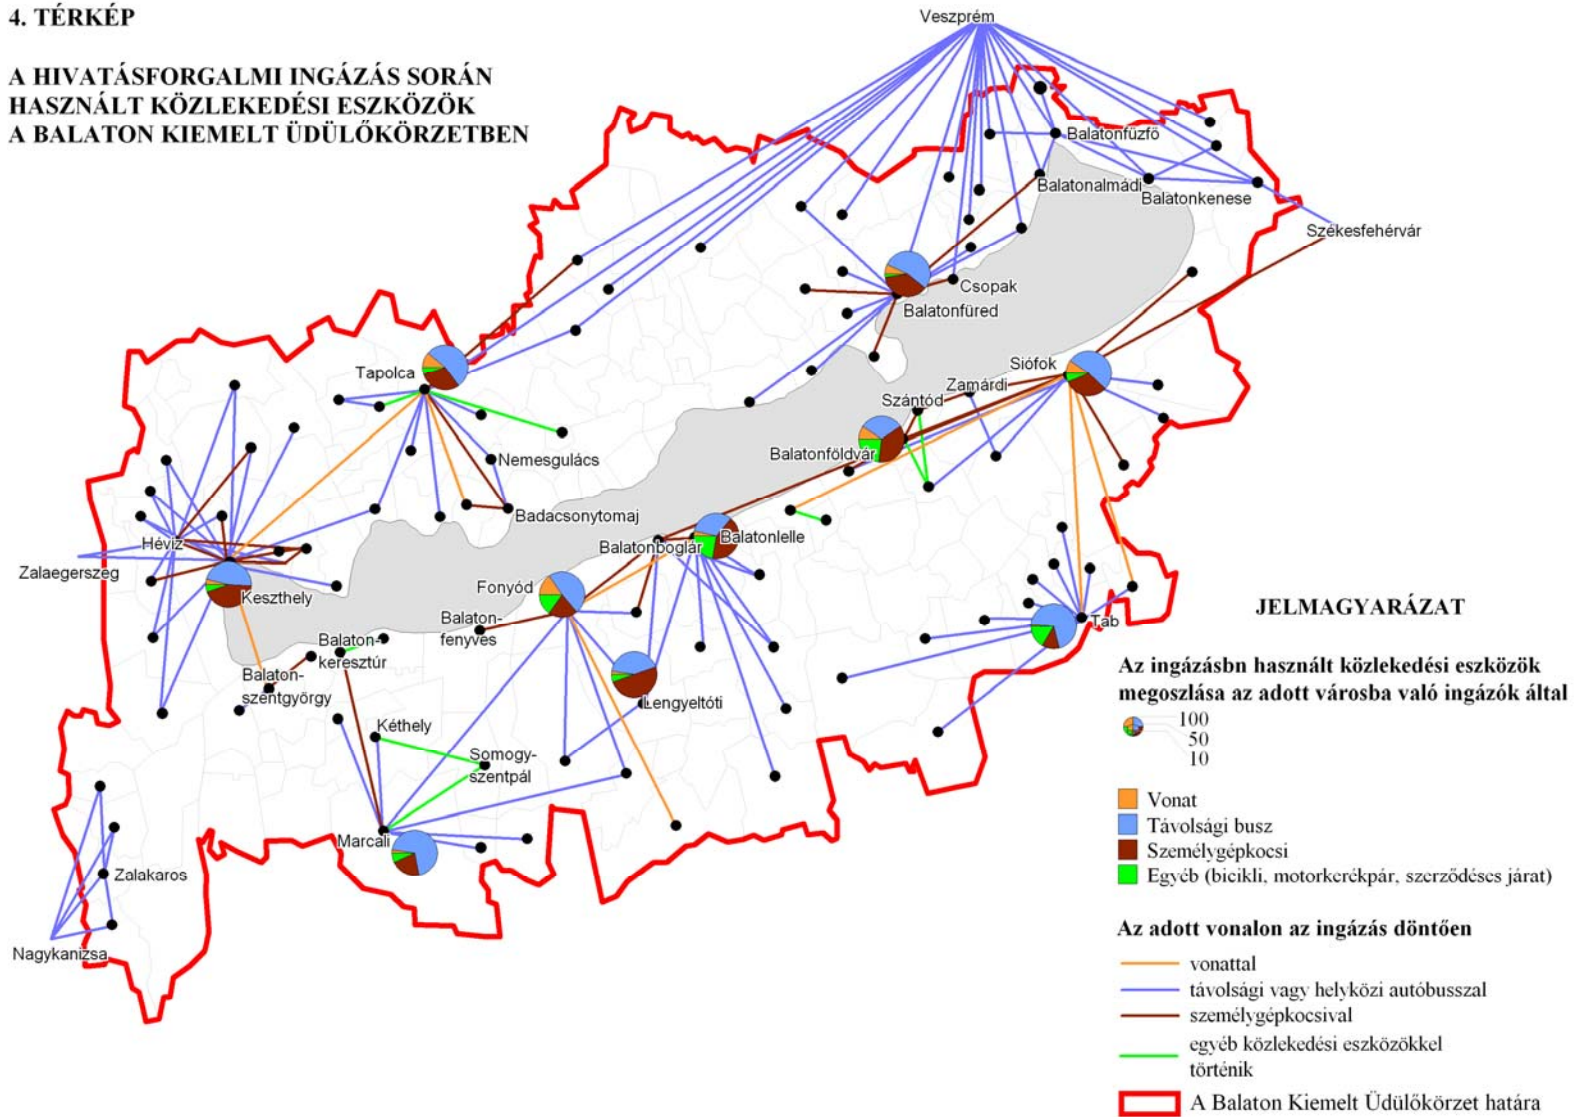 4. TÉRKÉP
A HIVATÁSFORGALMI INGÁZÁS SORÁN
HASZNÁLT KÖZLEKEDÉSI ESZKÖZÖK
A BALATON KIEMELT ÜDÜLŐKÖRZETBEN
Veszprém
Balatonfűzfő
Balatonalmádi
Balatonkenese
Székesfehérvár
Csopak
Balatonfüred
Tapolca
Siófok
Zamárdi
Szántód
Balatonföldvár
Nemesgulács
Badacsonytomaj
Hévíz
Zalaegerszeg
Keszthely
Balatonboglár
Balatonlelle
Fonyód
Balaton-
fenyves
Balaton-
keresztúr
Balaton-
szentgyörgy
Lengyeltóti
Tab
Kéthely
Somogy-
szentpál
Marcali
Zalakaros
Nagykanizsa
JELMAGYARÁZAT
Az ingázásbn használt közlekedési eszközök
megoszlása az adott városba való ingázók által
100
50
10
Vonat
Távolsági busz
Személygépkocsi
Egyéb (bicikli, motorkerékpár, szerződéses járat)
Az adott vonalon az ingázás döntően
vonattal
távolsági vagy helyközi autóbusszal
személygépkocsival
egyéb közlekedési eszközökkel
történik
A Balaton Kiemelt Üdülőkörzet határa